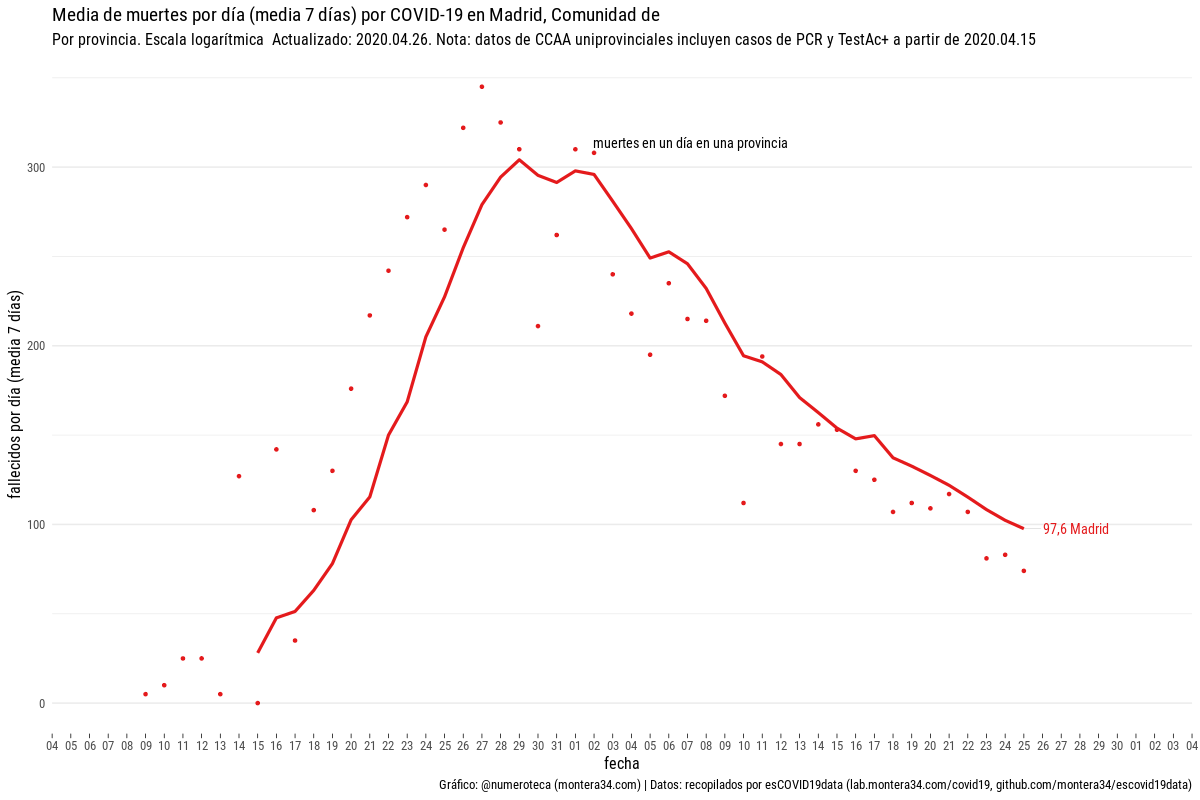 Media de muertes por día (media 7 días) por COVID-19 en Madrid, Comunidad de
Por provincia. Escala logarítmica  Actualizado: 2020.04.26. Nota: datos de CCAA uniprovinciales incluyen casos de PCR y TestAc+ a partir de 2020.04.15
muertes en un día en una provincia
300
200
100
0
fallecidos por día (media 7 días)
97,6 Madrid
04 05 06 07 08 09 10 11 12 13 14 15 16 17 18 19 20 21 22 23 24 25 26 27 28 29 30 31 01 02 03 04 05 06 07 08 09 10 11 12 13 14 15 16 17 18 19 20 21 22 23 24 25 26 27 28 29 30 01 02 03 04
fecha
Gráfico: @numeroteca (montera34.com) | Datos: recopilados por esCOVID19data (lab.montera34.com/covid19, github.com/montera34/escovid19data)